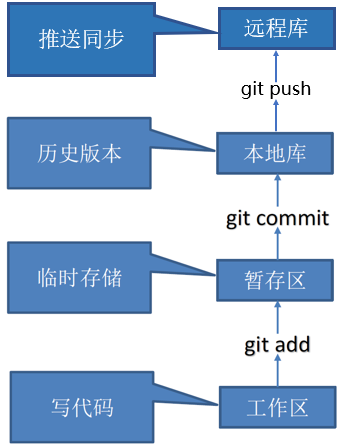 推送同步
远程库
git push
历史版本
本地库
git commit
临时存储
暂存区
git add
写代码
工作区